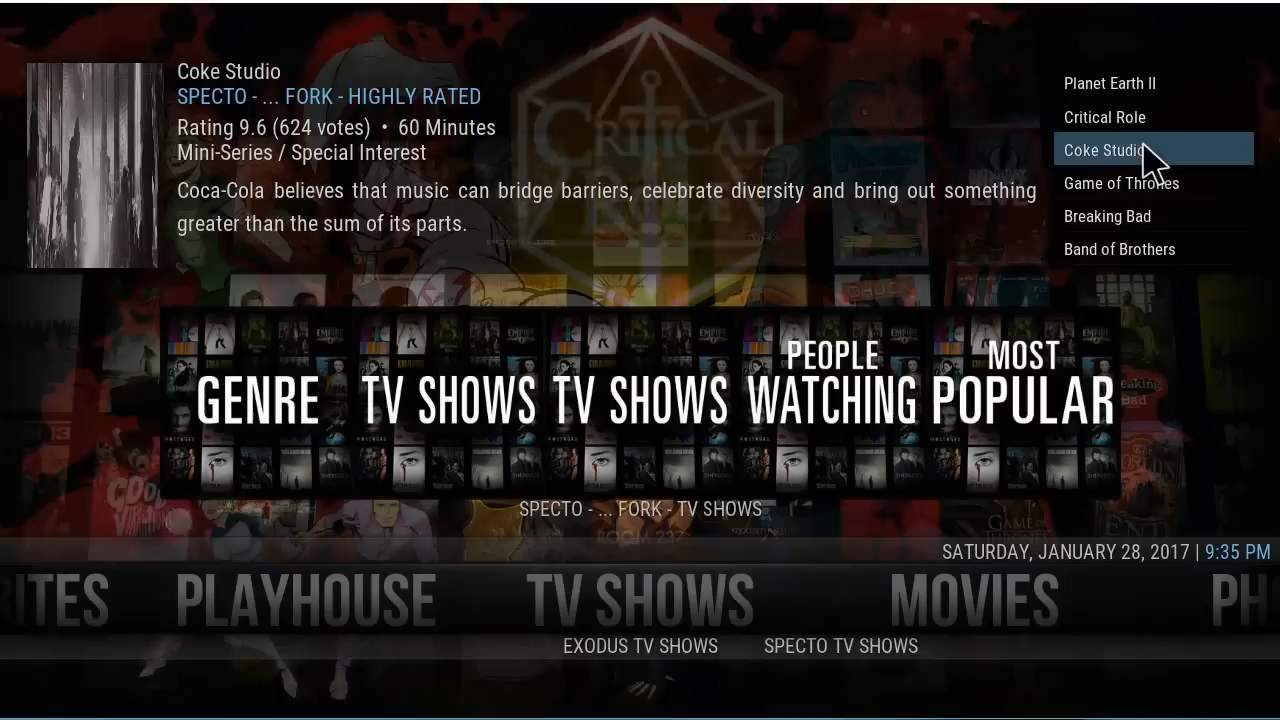 Coke Studio
SPECTO - ... FORK - HIGHLY RATED
Rating 9.6 (624 votes) • 60 Minutes
Mini-Series / Special Interest
Coca-Cola believes that music can bridge barriers, celebrate diversity and bring out something
greater than the sum of its parts.
Planet Earth II
Critical Role
Coke Studio
Game of Thrones
Breaking Bad
Band of Brothers
CRITICAL
GENRE
TV SHOWS
TV SHOWS
PEOPLE
WATCHING
MOST
POPULAR
SPECTO - ... FORK - TV SHOWS
SATURDAY, JANUARY 28, 2017 | 9:35 PM
RITES
PLAYHOUSE
TV SHOWS
MOVIES
PH
EXODUS TV SHOWS
SPECTO TV SHOWS